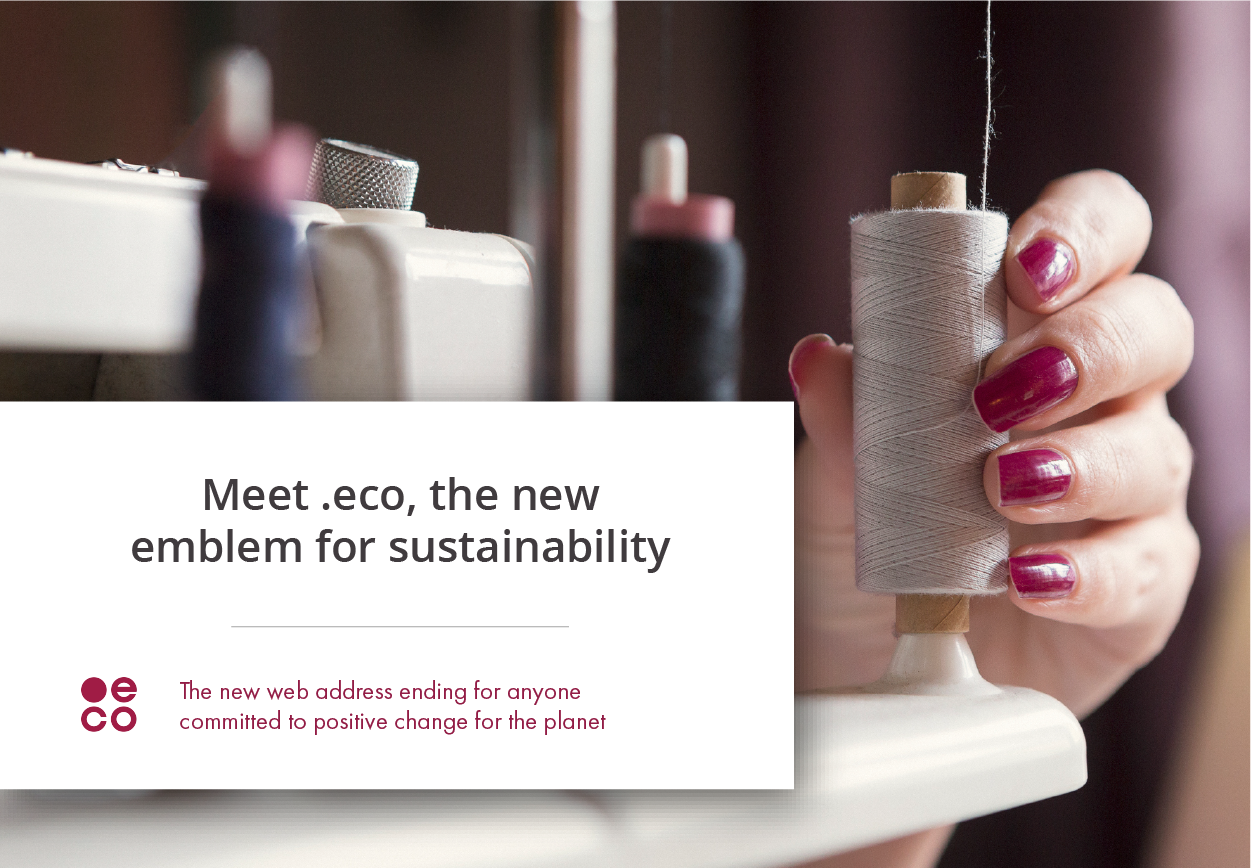 Meet .eco, the new
emblem for sustainability
.e
co
The new web address ending for anyone
committed to positive change for the planet